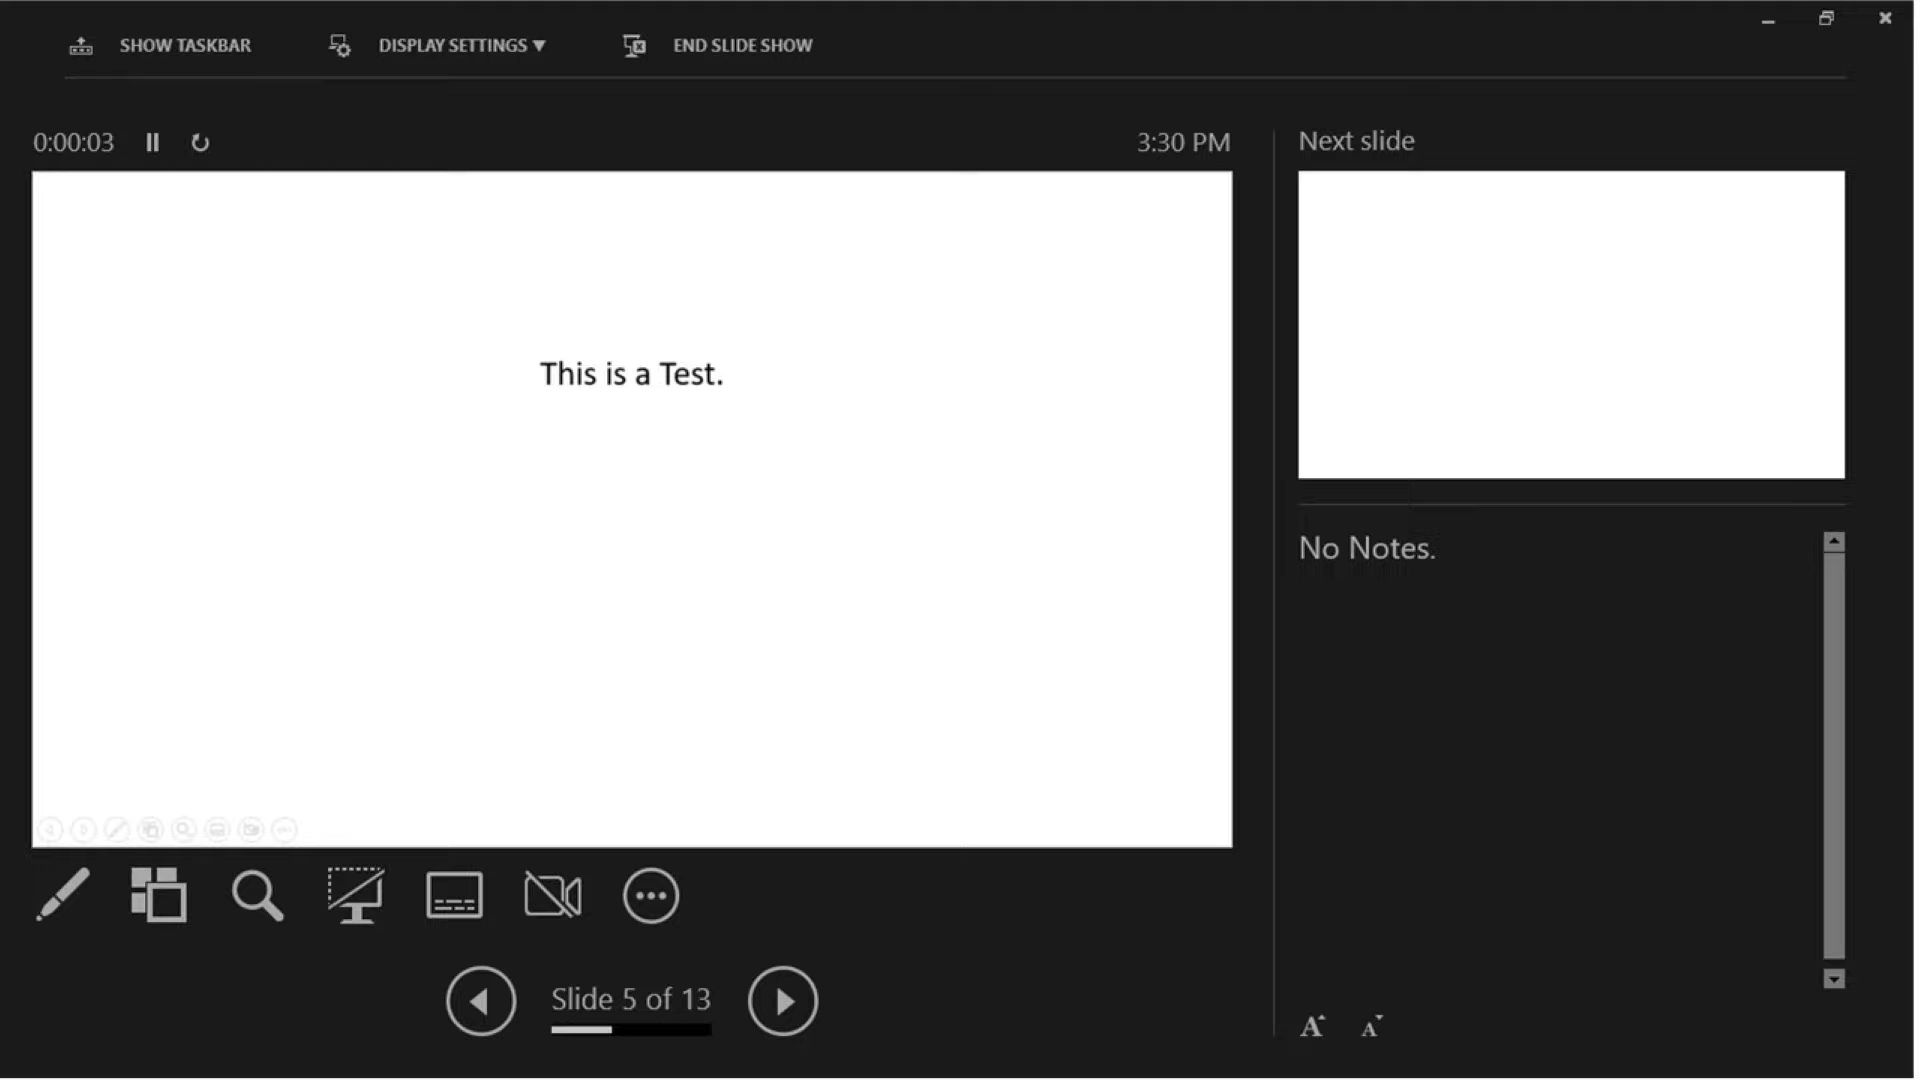 SHOW TASKBAR
DISPLAY SETTINGS ▼
END SLIDE SHOW
0:00:03
3:30 PM
Next slide
This is a Test.
No Notes.
Slide 5 of 13
A A